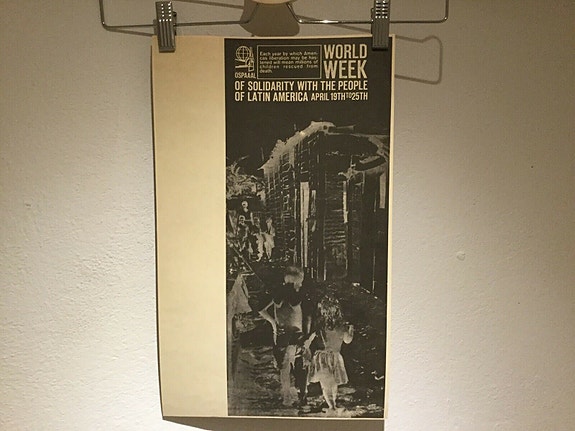 OSPAAAL
Each year by which Ameri-
cas liberation may be has-
tened will mean millions of
children rescued from
death.
WORLD
WEEK
OF SOLIDARITY WITH THE PEOPLE
OF LATIN AMERICA APRIL 19TH TO 25TH